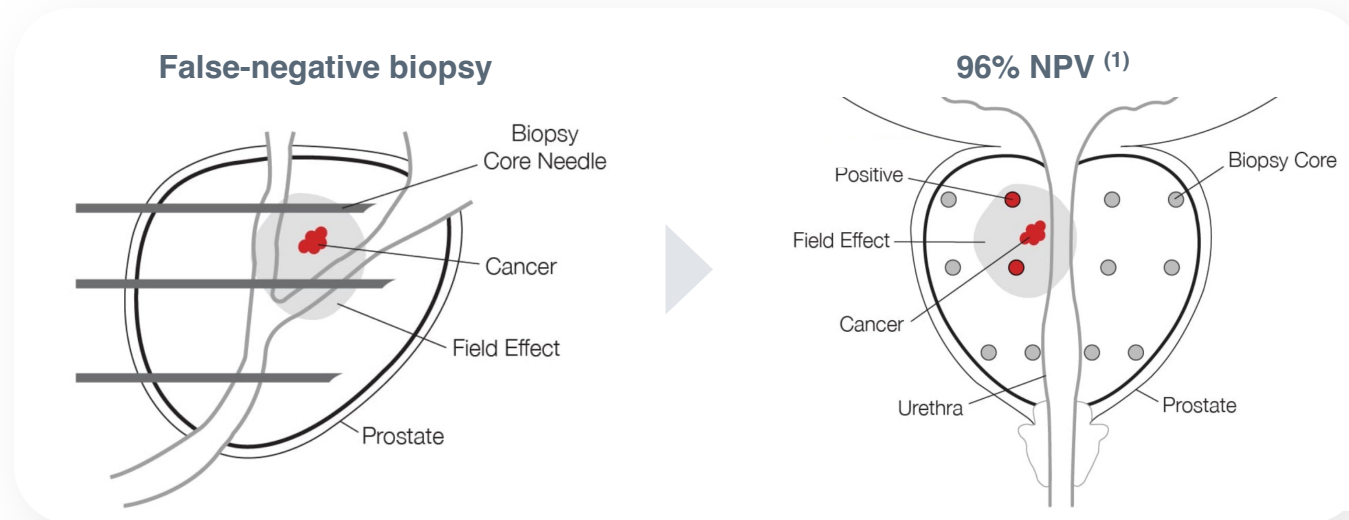 False-negative biopsy
Biopsy
Core Needle
Cancer
Field Effect
Prostate
96% NPV (1)
Positive
Biopsy Core
Field Effect
Cancer
Urethra
Prostate